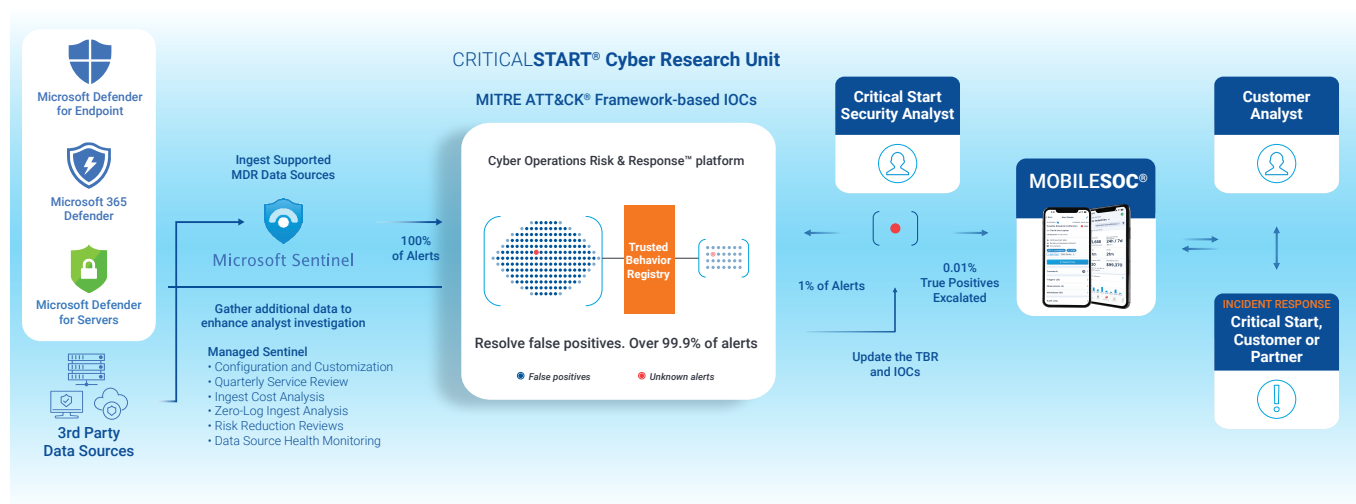 Microsoft Defender
for Endpoint
Microsoft 365
Defender
Microsoft Defender
for Servers
3rd Party
Data Sources
Ingest Supported
MDR Data Sources
Microsoft Sentinel
100%
of Alerts
Gather additional data to
enhance analyst investigation
Managed Sentinel
• Configuration and Customization
• Quarterly Service Review
• Ingest Cost Analysis
• Zero-Log Ingest Analysis
• Risk Reduction Reviews
• Data Source Health Monitoring
CRITICALSTART® Cyber Research Unit
MITRE ATT&CK® Framework-based IOCs
Cyber Operations Risk & Response™ platform
Trusted
Behavior
Registry
Resolve false positives. Over 99.9% of alerts
False positives
Unknown alerts
Critical Start
Security Analyst
1% of Alerts
0.01%
True Positives
Excalated
Update the TBR
and IOCs
MOBILESOC®
Customer
Analyst
INCIDENT RESPONSE
Critical Start,
Customer or
Partner